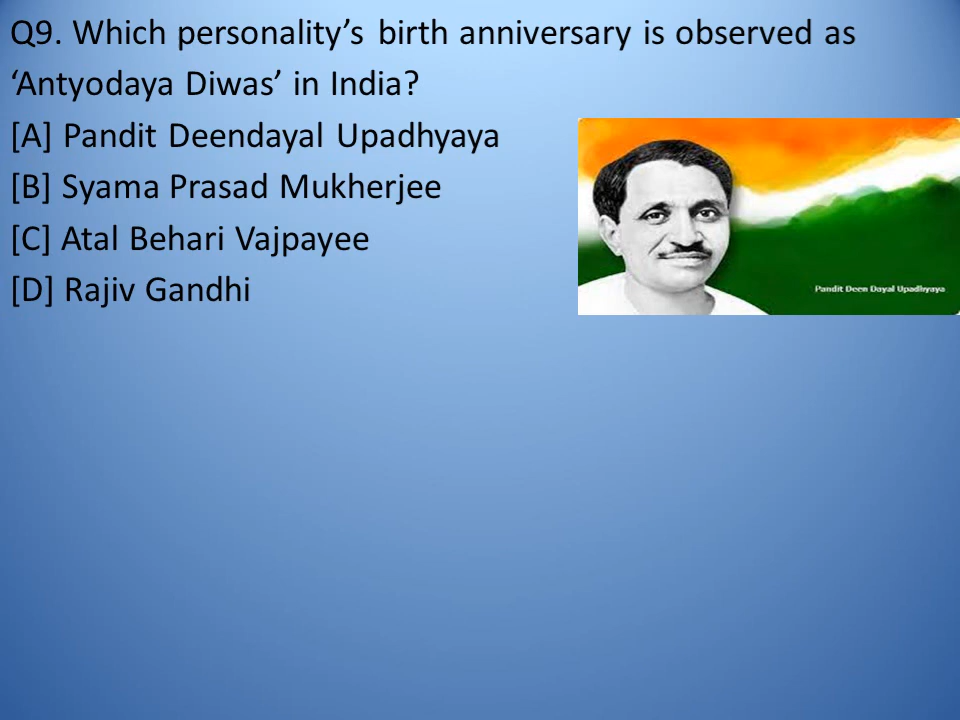 Q9. Which personality’s birth anniversary is observed as
‘Antyodaya Diwas’ in India?
[A] Pandit Deendayal Upadhyaya
[B] Syama Prasad Mukherjee
[C] Atal Behari Vajpayee
[D] Rajiv Gandhi
Pandit Deen Dayal Upadhyaya